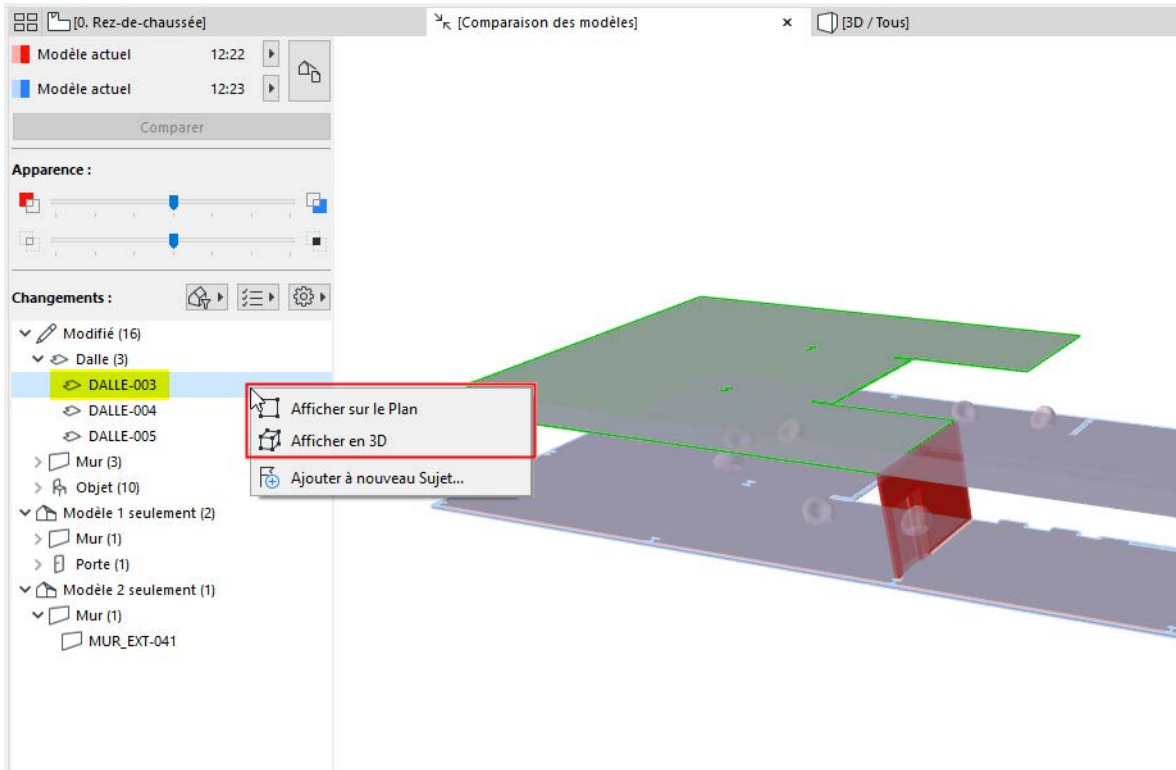 [0. Rez-de-chaussée]
[Comparaison des modèles]
[3D / Tous]
Modèle actuel 12:22
Modèle actuel 12:23
Comparer
Apparence :
Changements :
Modifié (16)
Dalle (3)
DALLE-003
DALLE-004
DALLE-005
Mur (3)
Objet (10)
Modèle 1 seulement (2)
Mur (1)
Porte (1)
Modèle 2 seulement (1)
Mur (1)
MUR_EXT-041
Afficher sur le Plan
Afficher en 3D
Ajouter à nouveau Sujet...